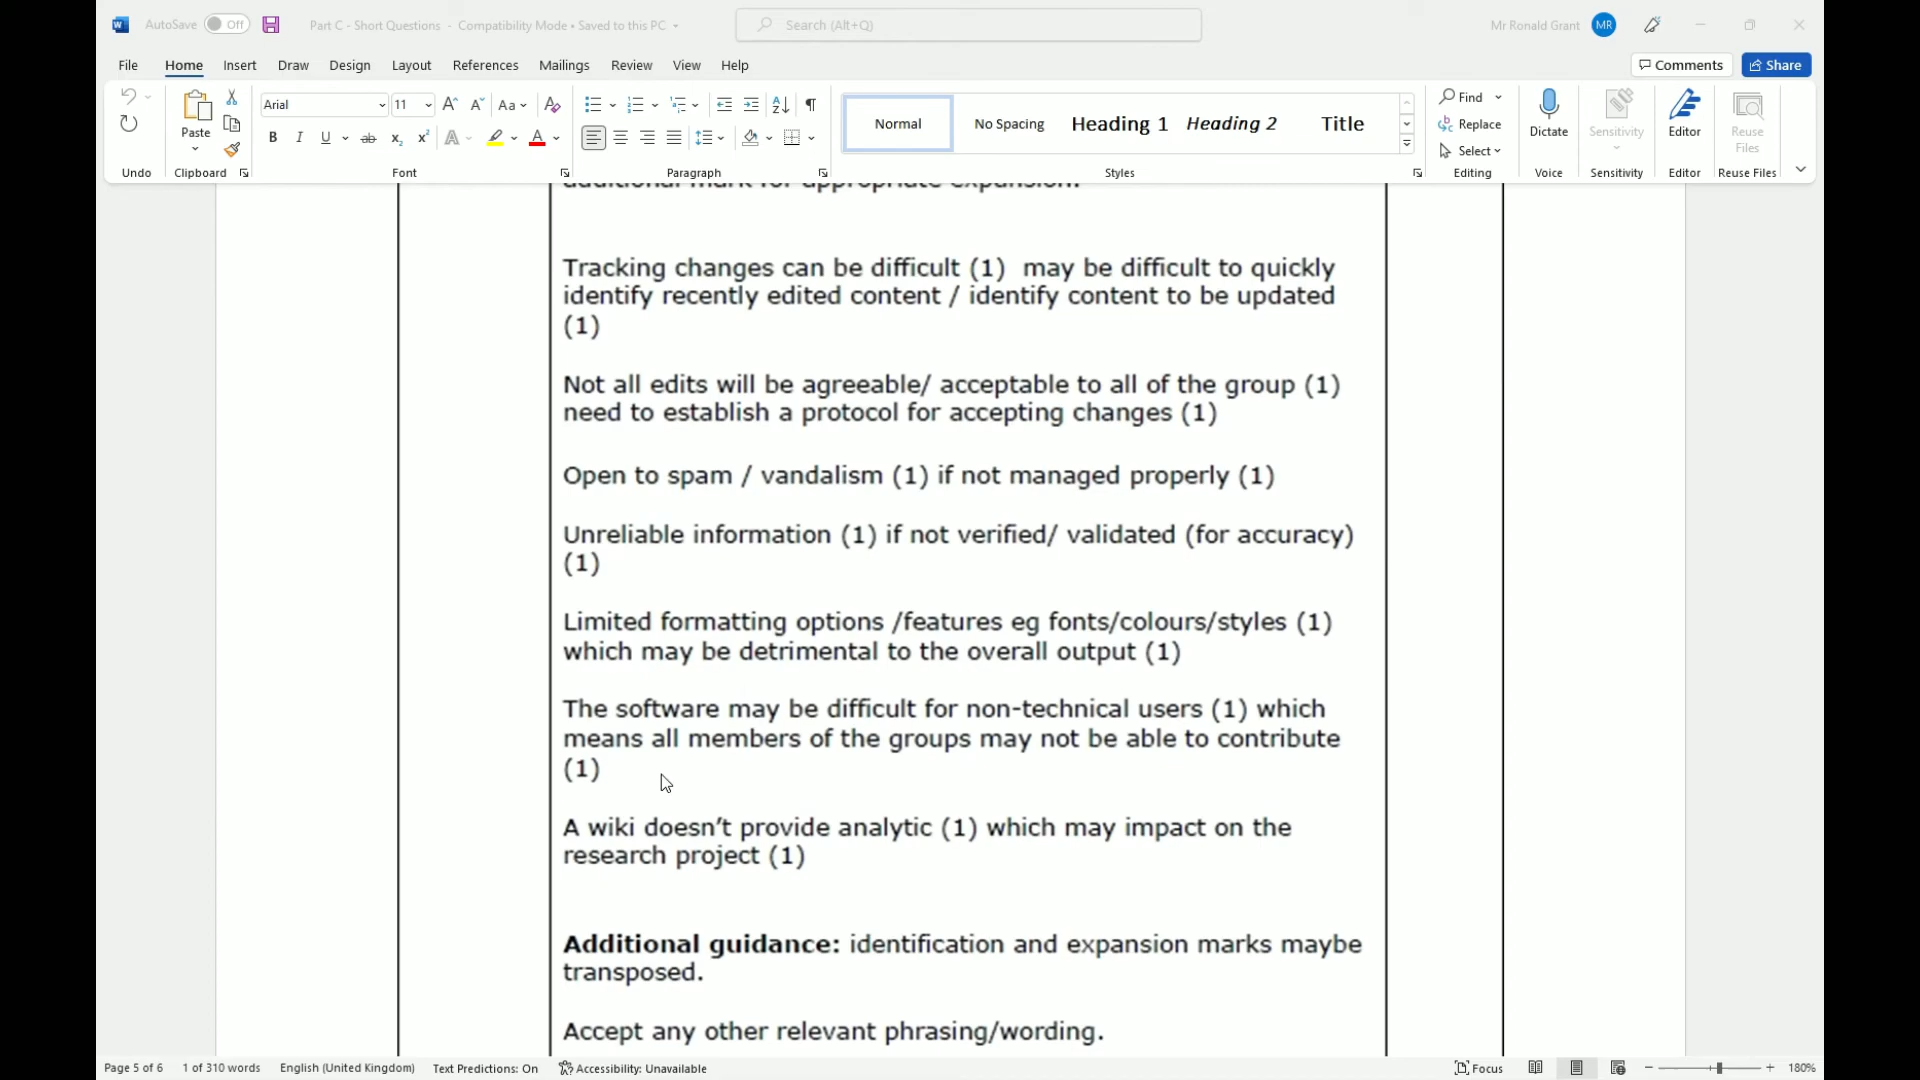 AutoSave Off Part C - Short Questions - Compatibility Mode • Saved to this PC Search (Alt+Q) Mr Ronald Grant MR
File Home Insert Draw Design Layout References Mailings Review View Help Comments Share
Arial 11 Aa Find
Paste Normal No Spacing Heading 1 Heading 2 Title Replace Dictate Sensitivity Editor Reuse Files
B I U ab x₂ x² A A Select
Undo Clipboard Font Paragraph Styles Editing Voice Sensitivity Editor Reuse Files
additional mark for appropriate expansion.
Tracking changes can be difficult (1) may be difficult to quickly
identify recently edited content / identify content to be updated
(1)
Not all edits will be agreeable/ acceptable to all of the group (1)
need to establish a protocol for accepting changes (1)
Open to spam / vandalism (1) if not managed properly (1)
Unreliable information (1) if not verified/ validated (for accuracy)
(1)
Limited formatting options /features eg fonts/colours/styles (1)
which may be detrimental to the overall output (1)
The software may be difficult for non-technical users (1) which
means all members of the groups may not be able to contribute
(1)
A wiki doesn’t provide analytic (1) which may impact on the
research project (1)
Additional guidance: identification and expansion marks maybe
transposed.
Accept any other relevant phrasing/wording.
Page 5 of 6 1 of 310 words English (United Kingdom) Text Predictions: On Accessibility: Unavailable Focus 180%